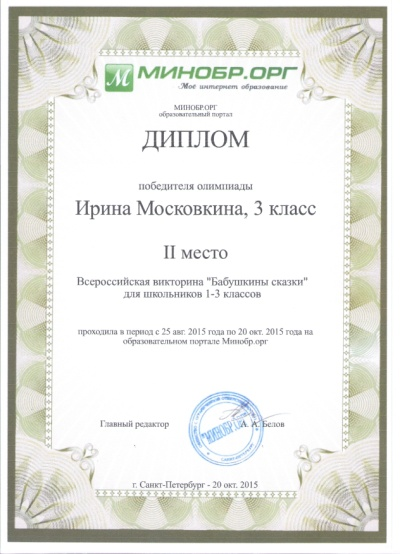 М МИНОБР.ОРГ
Моё интернет образование
МИНОБР.ОРГ
образовательный портал
ДИПЛОМ
победителя олимпиады
Ирина Московкина, 3 класс
II место
Всероссийская викторина "Бабушкины сказки"
для школьников 1-3 классов
проходила в период с 25 авг. 2015 года по 20 окт. 2015 года на
образовательном портале Минобр.орг
Главный редактор А. А. Белов
"МИНОБР.ОРГ"
г. Санкт-Петербург - 20 окт. 2015